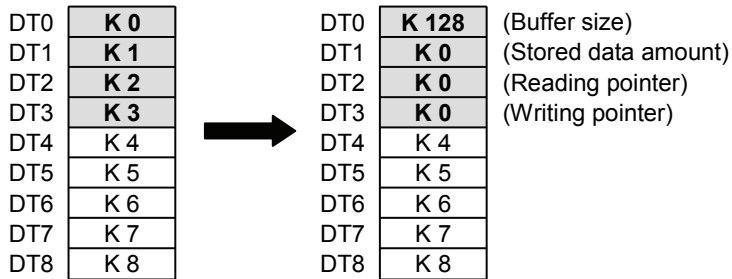 DT0 K 0 DT0 K 128 (Buffer size)
DT1 K 1 DT1 K 0 (Stored data amount)
DT2 K 2 DT2 K 0 (Reading pointer)
DT3 K 3 DT3 K 0 (Writing pointer)
DT4 K 4 DT4 K 4
DT5 K 5 DT5 K 5
DT6 K 6 DT6 K 6
DT7 K 7 DT7 K 7
DT8 K 8 DT8 K 8